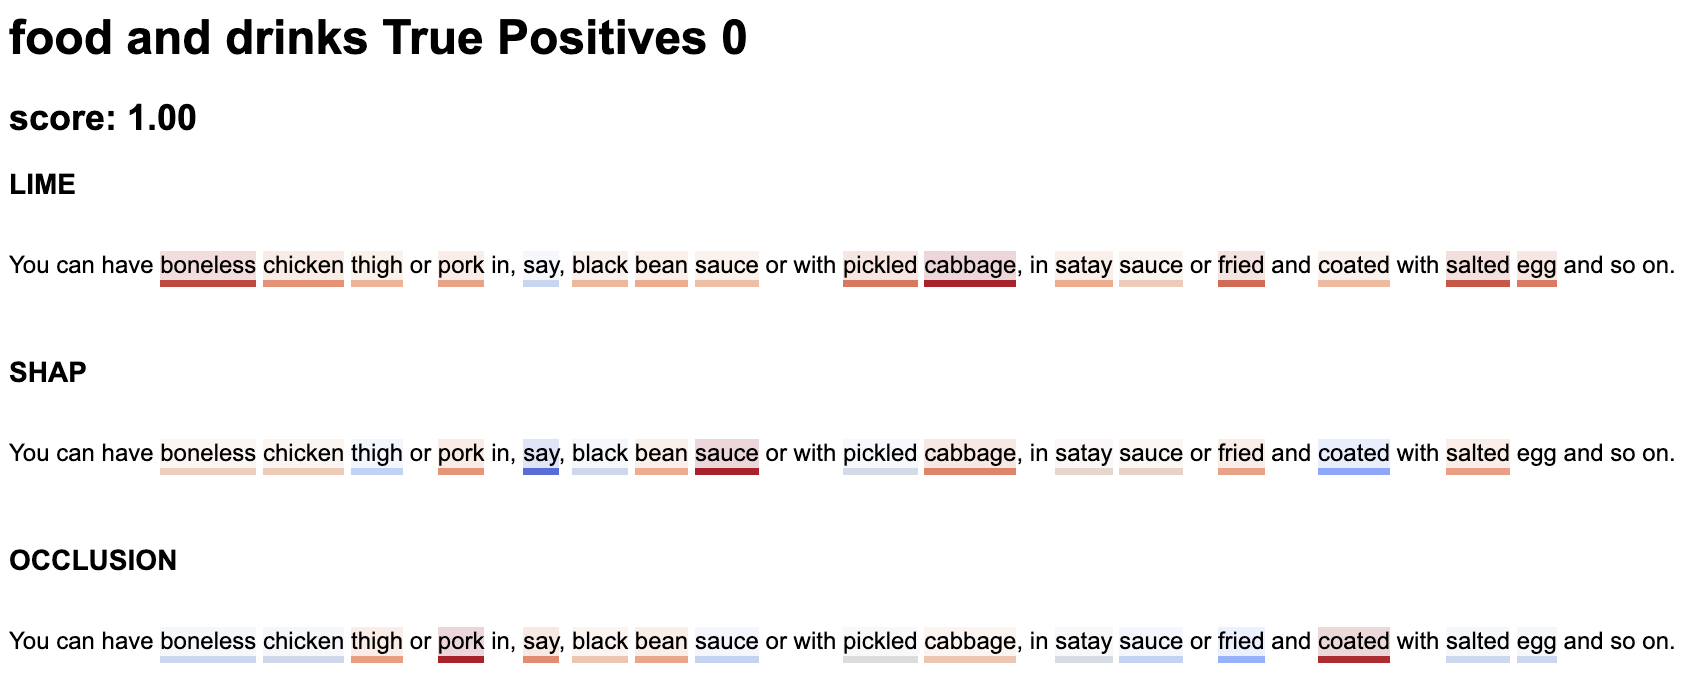 food and drinks True Positives 0
score: 1.00
LIME
You can have boneless chicken thigh or pork in, say, black bean sauce or with pickled cabbage, in satay sauce or fried and coated with salted egg and so on.
SHAP
You can have boneless chicken thigh or pork in, say, black bean sauce or with pickled cabbage, in satay sauce or fried and coated with salted egg and so on.
OCCLUSION
You can have boneless chicken thigh or pork in, say, black bean sauce or with pickled cabbage, in satay sauce or fried and coated with salted egg and so on.